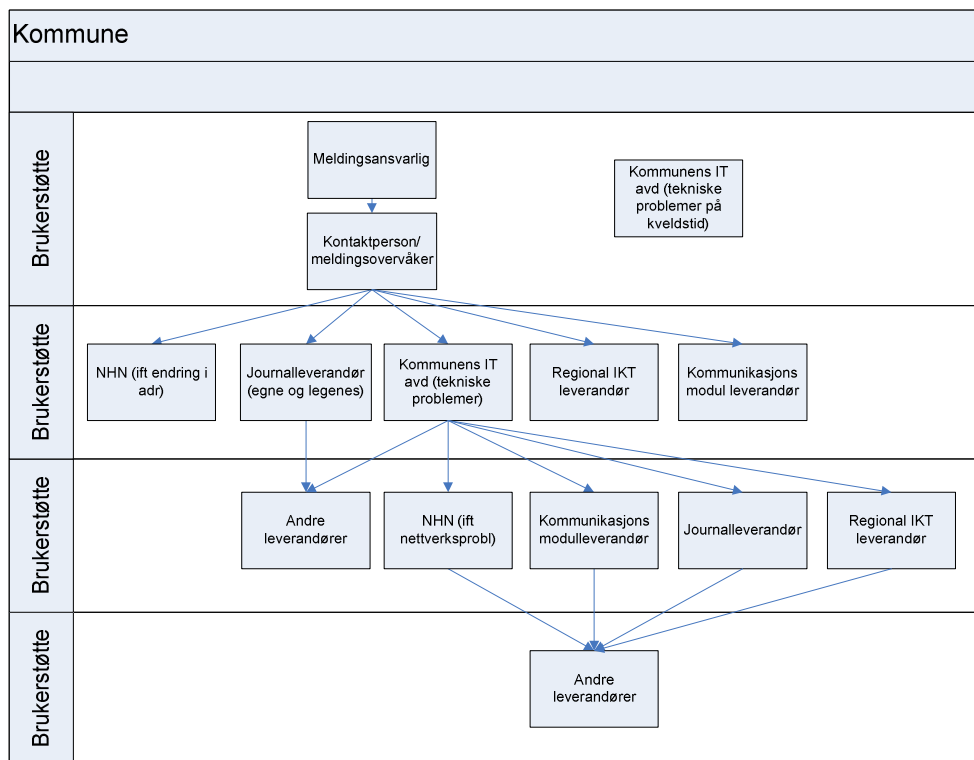 Kommune
Brukerstøtte
Meldingsansvarlig
Kommunens IT
avd (tekniske
problemer på
kveldstid)
Kontaktperson/
meldingsovervåker
Brukerstøtte
NHN (ift endring i
adr)
Journalleverandør
(egne og legenes)
Kommunens IT
avd (tekniske
problemer)
Regional IKT
leverandør
Kommunikasjons
modul leverandør
Brukerstøtte
Andre
leverandører
NHN (ift
nettverksprobl)
Kommunikasjons
modulleverandør
Journalleverandør
Regional IKT
leverandør
Brukerstøtte
Andre
leverandører